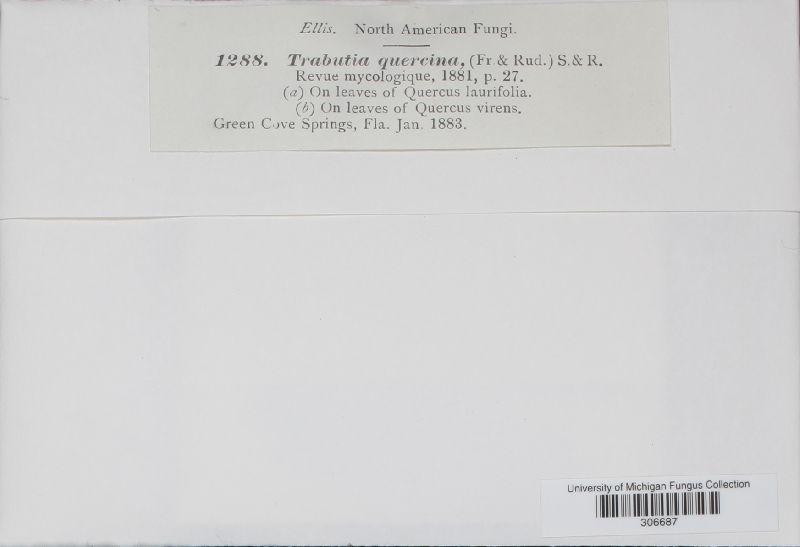 Ellis. North American Fungi.
1288. Trabutia quercina, (Fr. & Rud.) S. & R.
Revue mycologique, 1881, p. 27.
(a) On leaves of Quercus laurifolia.
(b) On leaves of Quercus virens.
Green Cove Springs, Fla. Jan. 1883.
University of Michigan Fungus Collection
306687